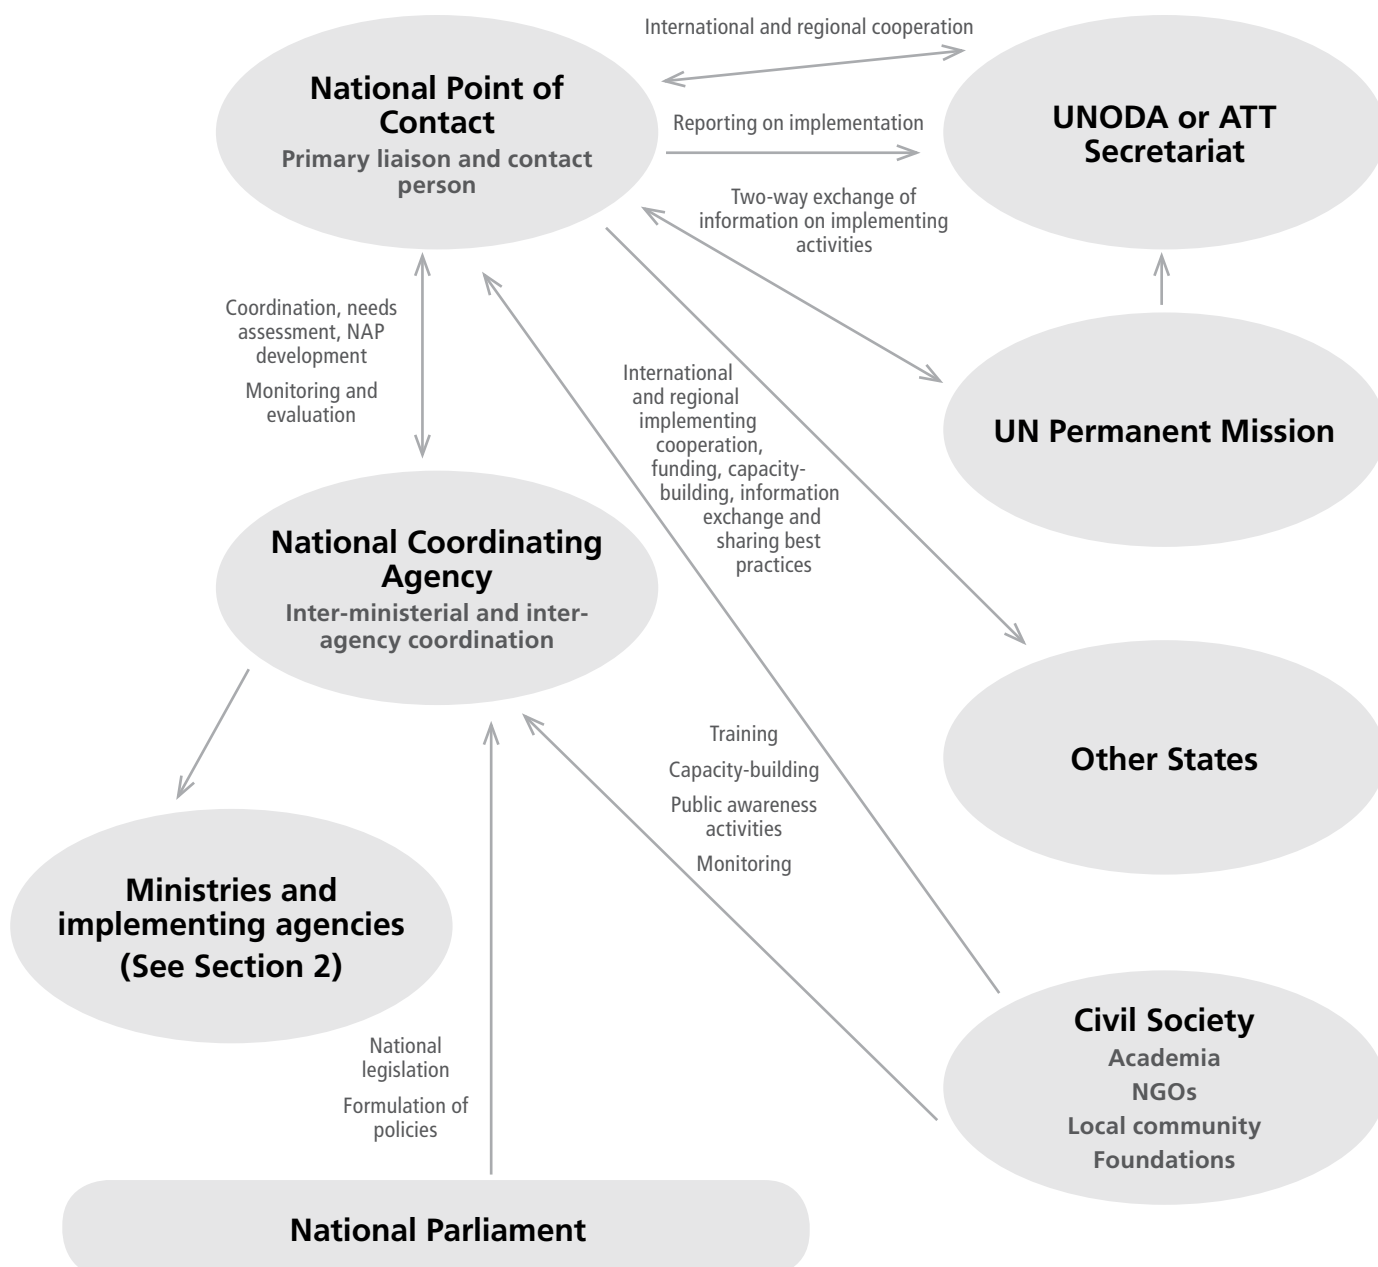 International and regional cooperation
National Point of
Contact
Primary liaison and contact
person
Reporting on implementation
UNODA or ATT
Secretariat
Two-way exchange of
information on implementing
activities
Coordination, needs
assessment, NAP
development
Monitoring and
evaluation
International
and regional
implementing
cooperation,
funding, capacity-
building, information
exchange and
sharing best
practices
UN Permanent Mission
National Coordinating
Agency
Inter-ministerial and inter-
agency coordination
Training
Capacity-building
Public awareness
activities
Monitoring
Other States
Ministries and
implementing agencies
(See Section 2)
National
legislation
Formulation of
policies
Civil Society
Academia
NGOs
Local community
Foundations
National Parliament